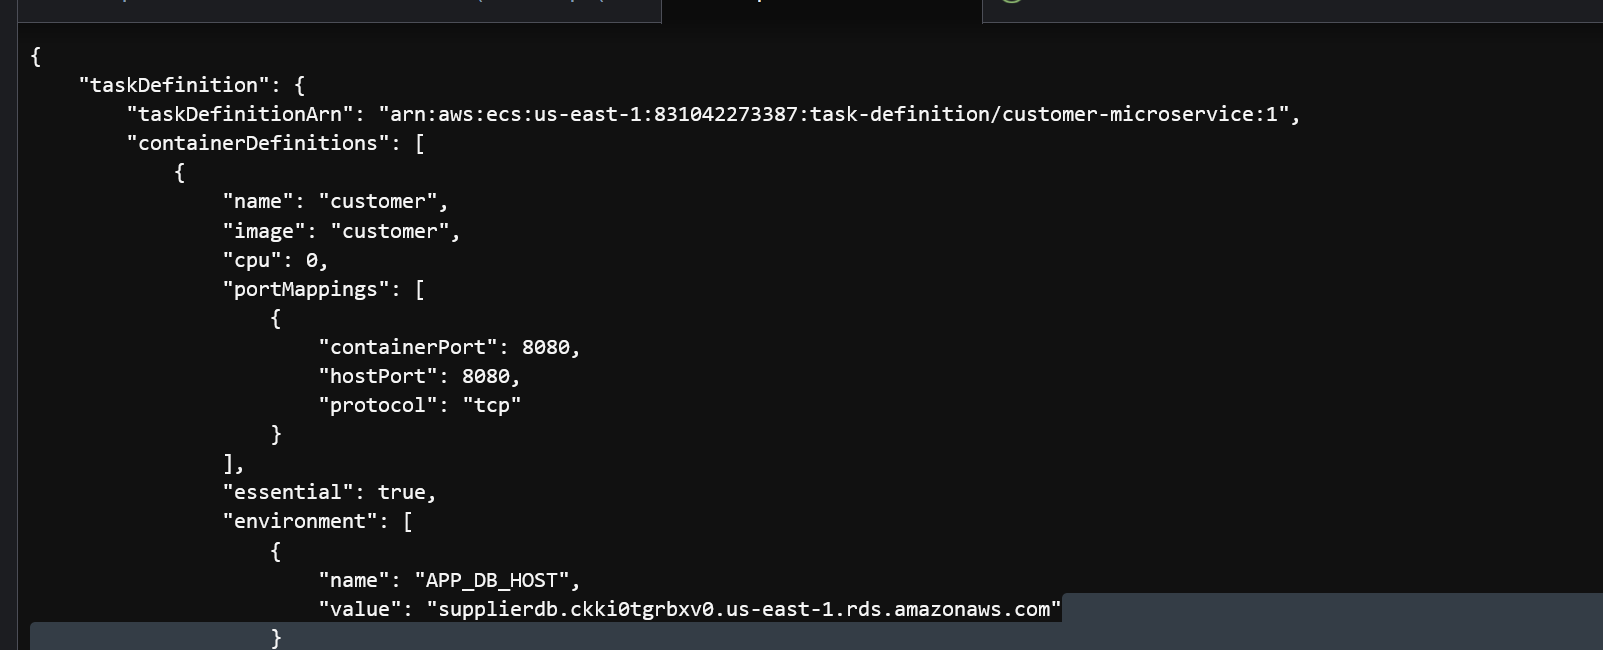 {
    "taskDefinition": {
        "taskDefinitionArn": "arn:aws:ecs:us-east-1:831042273387:task-definition/customer-microservice:1",
        "containerDefinitions": [
            {
                "name": "customer",
                "image": "customer",
                "cpu": 0,
                "portMappings": [
                    {
                        "containerPort": 8080,
                        "hostPort": 8080,
                        "protocol": "tcp"
                    }
                ],
                "essential": true,
                "environment": [
                    {
                        "name": "APP_DB_HOST",
                        "value": "supplierdb.ckki0tgrbxv0.us-east-1.rds.amazonaws.com"
                    }